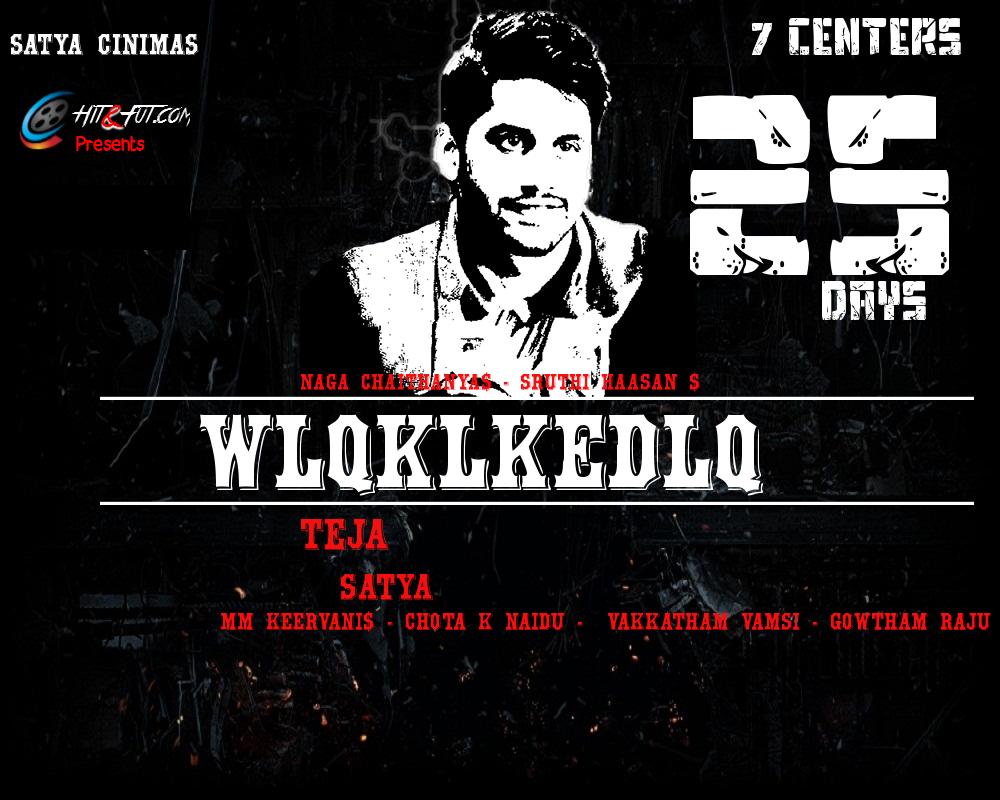 SATYA CINIMAS
7 CENTERS
HIT&FUT.COM
Presents
25
DAYS
NAGA CHAITHANYA$ - SRUTHI HAASAN $
WLQKLKEDLQ
TEJA
SATYA
MM KEERVANI$ - CHOTA K NAIDU - VAKKATHAM VAMSI - GOWTHAM RAJU